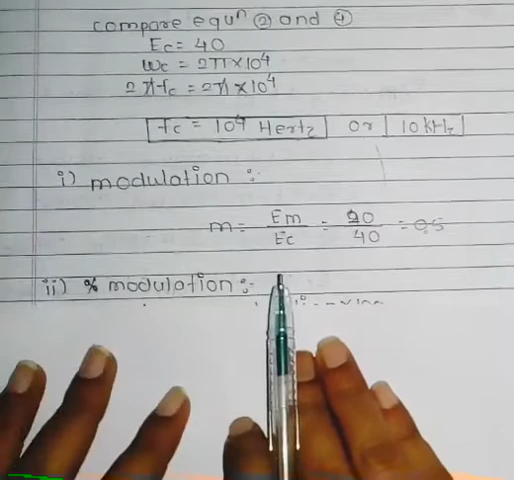 compare equⁿ ② and ④
Ec = 40
wc = 2π×10⁴
2πfc = 2π×10⁴
fc = 10⁴ Hertz or 10 kHz
i) modulation :-
m = Em/Ec = 20/40 = 0.5
ii) % modulation :-